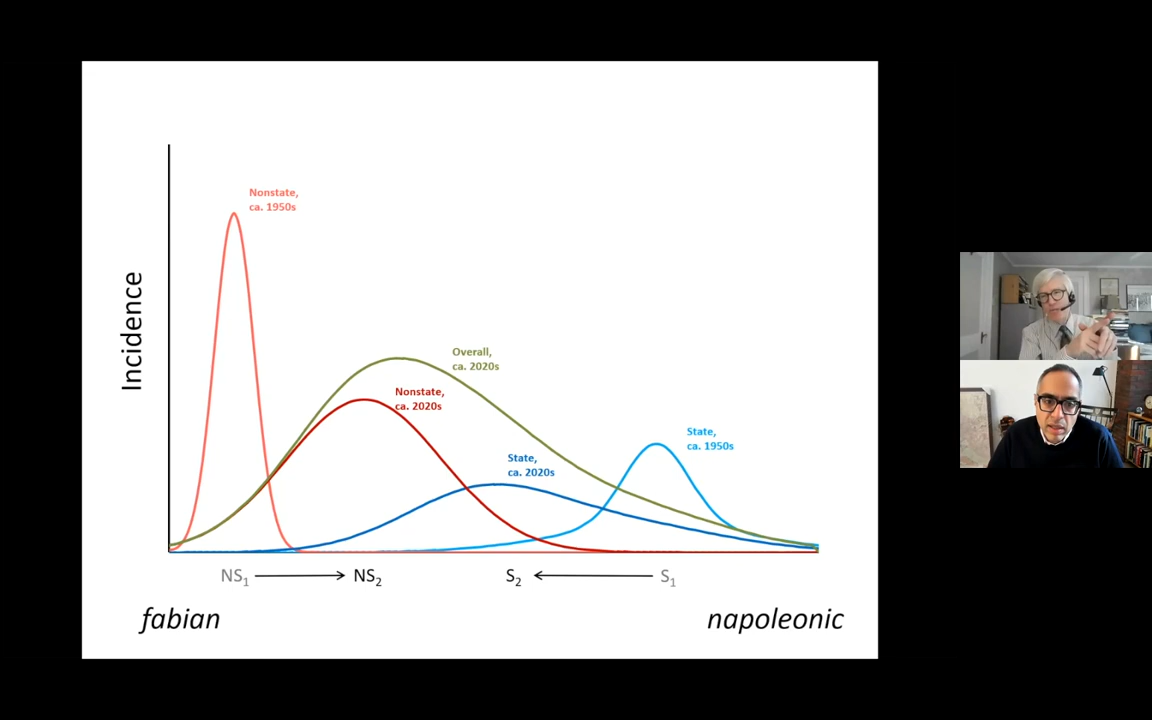 Nonstate,
ca. 1950s
Incidence
Overall,
ca. 2020s
Nonstate,
ca. 2020s
State,
ca. 1950s
State,
ca. 2020s
NS₁ → NS₂ S₂ ← S₁
fabian napoleonic